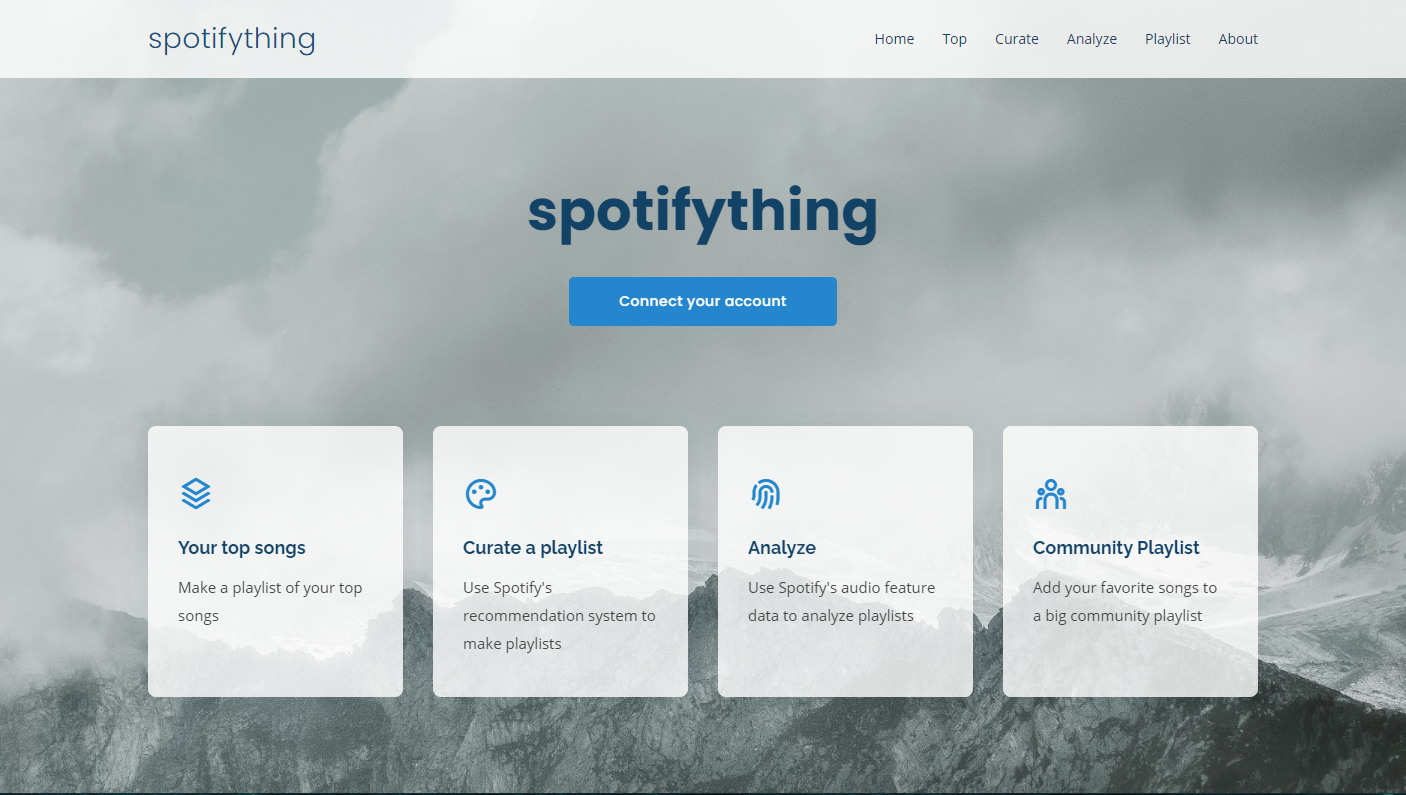 spotifything
Home Top Curate Analyze Playlist About
spotifything
Connect your account
Your top songs
Make a playlist of your top
songs
Curate a playlist
Use Spotify's
recommendation system to
make playlists
Analyze
Use Spotify's audio feature
data to analyze playlists
Community Playlist
Add your favorite songs to
a big community playlist